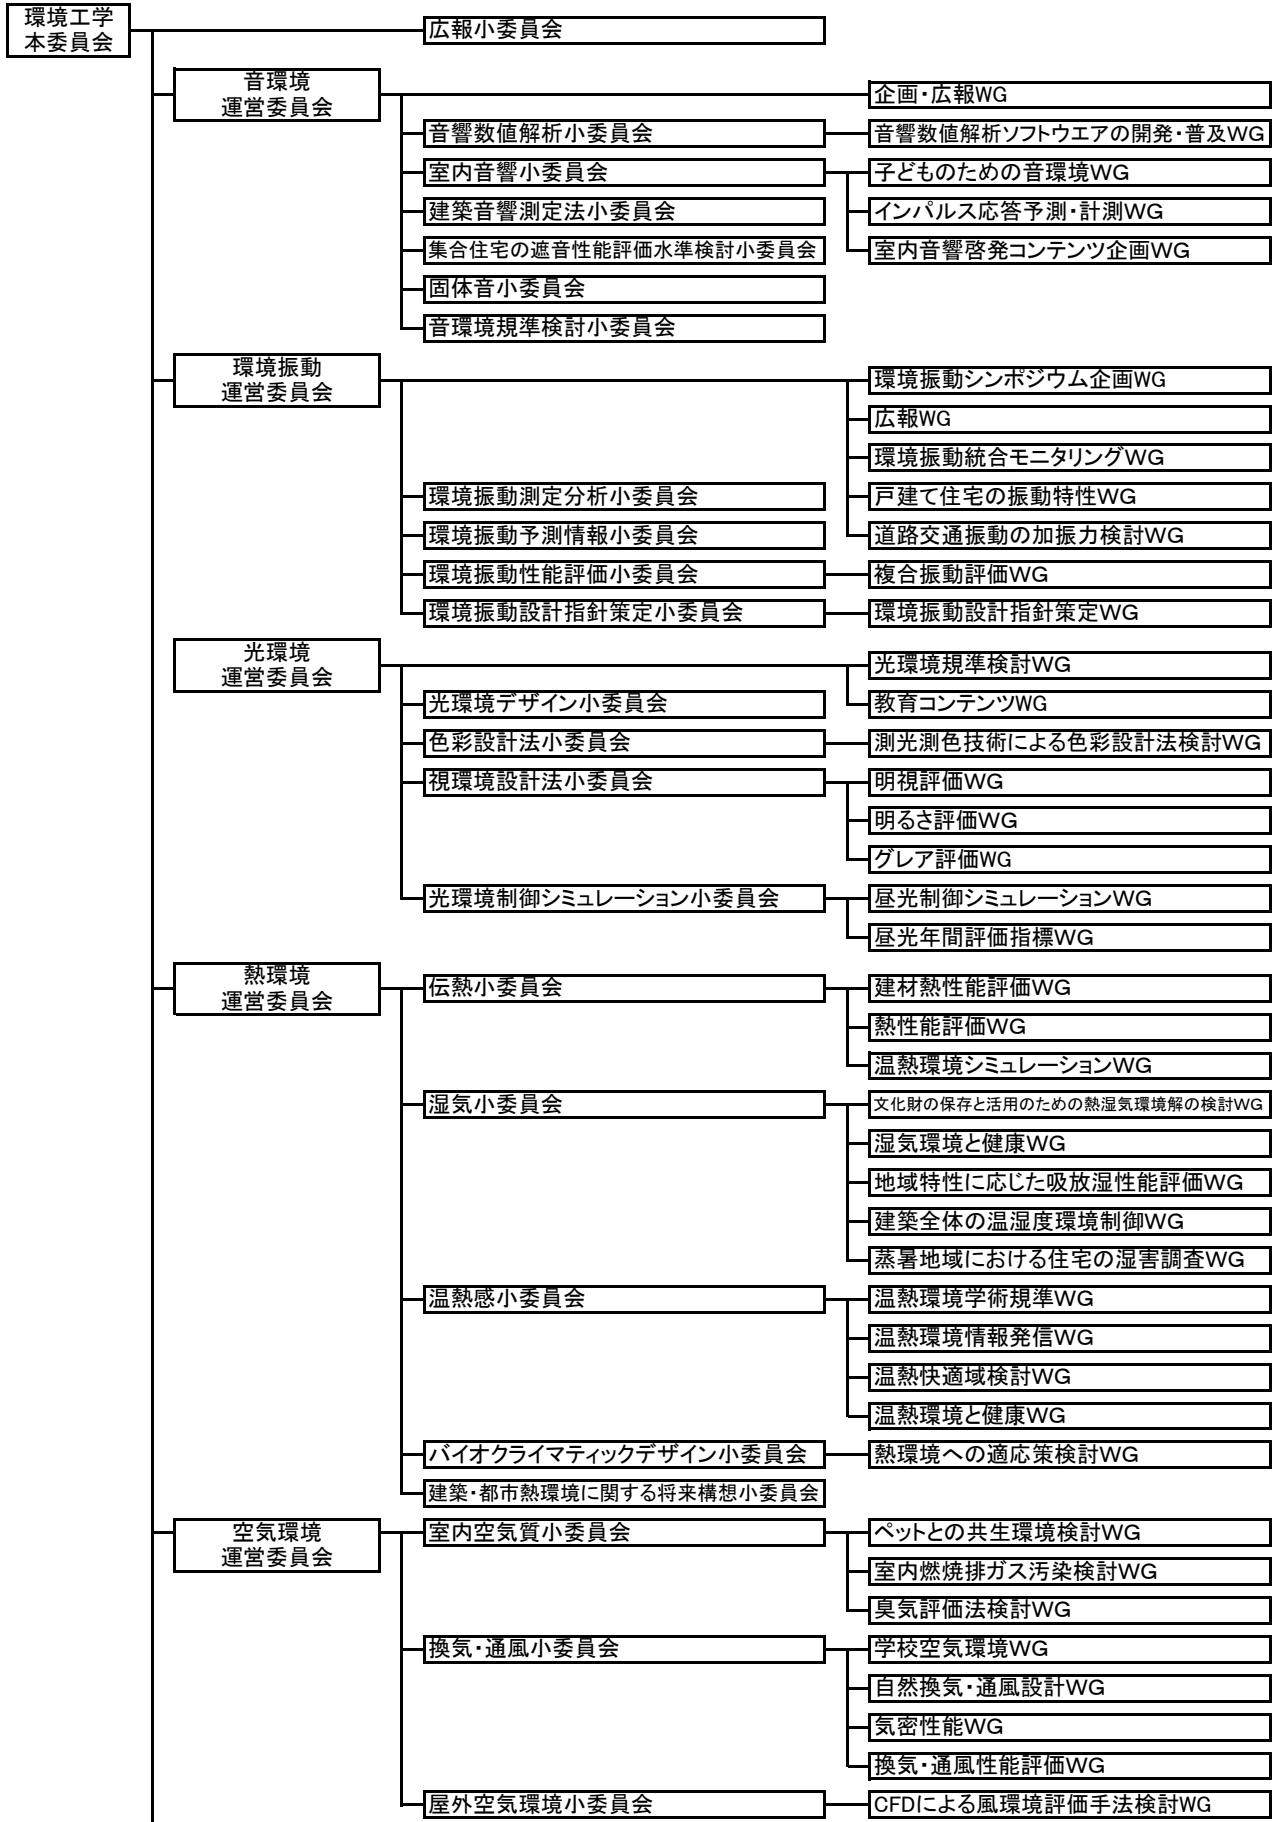 環境工学
本委員会
広報小委員会
音環境
運営委員会
企画・広報WG
音響数値解析小委員会
音響数値解析ソフトウエアの開発・普及WG
室内音響小委員会
子どものための音環境WG
建築音響測定法小委員会
インパルス応答予測・計測WG
集合住宅の遮音性能評価水準検討小委員会
室内音響啓発コンテンツ企画WG
固体音小委員会
音環境規準検討小委員会
環境振動
運営委員会
環境振動シンポジウム企画WG
広報WG
環境振動統合モニタリングWG
環境振動測定分析小委員会
戸建て住宅の振動特性WG
環境振動予測情報小委員会
道路交通振動の加振力検討WG
環境振動性能評価小委員会
複合振動評価WG
環境振動設計指針策定小委員会
環境振動設計指針策定WG
光環境
運営委員会
光環境規準検討WG
光環境デザイン小委員会
教育コンテンツWG
色彩設計法小委員会
測光測色技術による色彩設計法検討WG
視環境設計法小委員会
明視評価WG
明るさ評価WG
グレア評価WG
光環境制御シミュレーション小委員会
昼光制御シミュレーションWG
昼光年間評価指標WG
熱環境
運営委員会
伝熱小委員会
建材熱性能評価WG
熱性能評価WG
温熱環境シミュレーションWG
湿気小委員会
文化財の保存と活用のための熱湿気環境解の検討WG
湿気環境と健康WG
地域特性に応じた吸放湿性能評価WG
建築全体の温湿度環境制御WG
蒸暑地域における住宅の湿害調査WG
温熱感小委員会
温熱環境学術規準WG
温熱環境情報発信WG
温熱快適域検討WG
温熱環境と健康WG
バイオクライマティックデザイン小委員会
熱環境への適応策検討WG
建築・都市熱環境に関する将来構想小委員会
空気環境
運営委員会
室内空気質小委員会
ペットとの共生環境検討WG
室内燃焼排ガス汚染検討WG
臭気評価法検討WG
換気・通風小委員会
学校空気環境WG
自然換気・通風設計WG
気密性能WG
換気・通風性能評価WG
屋外空気環境小委員会
CFDによる風環境評価手法検討WG